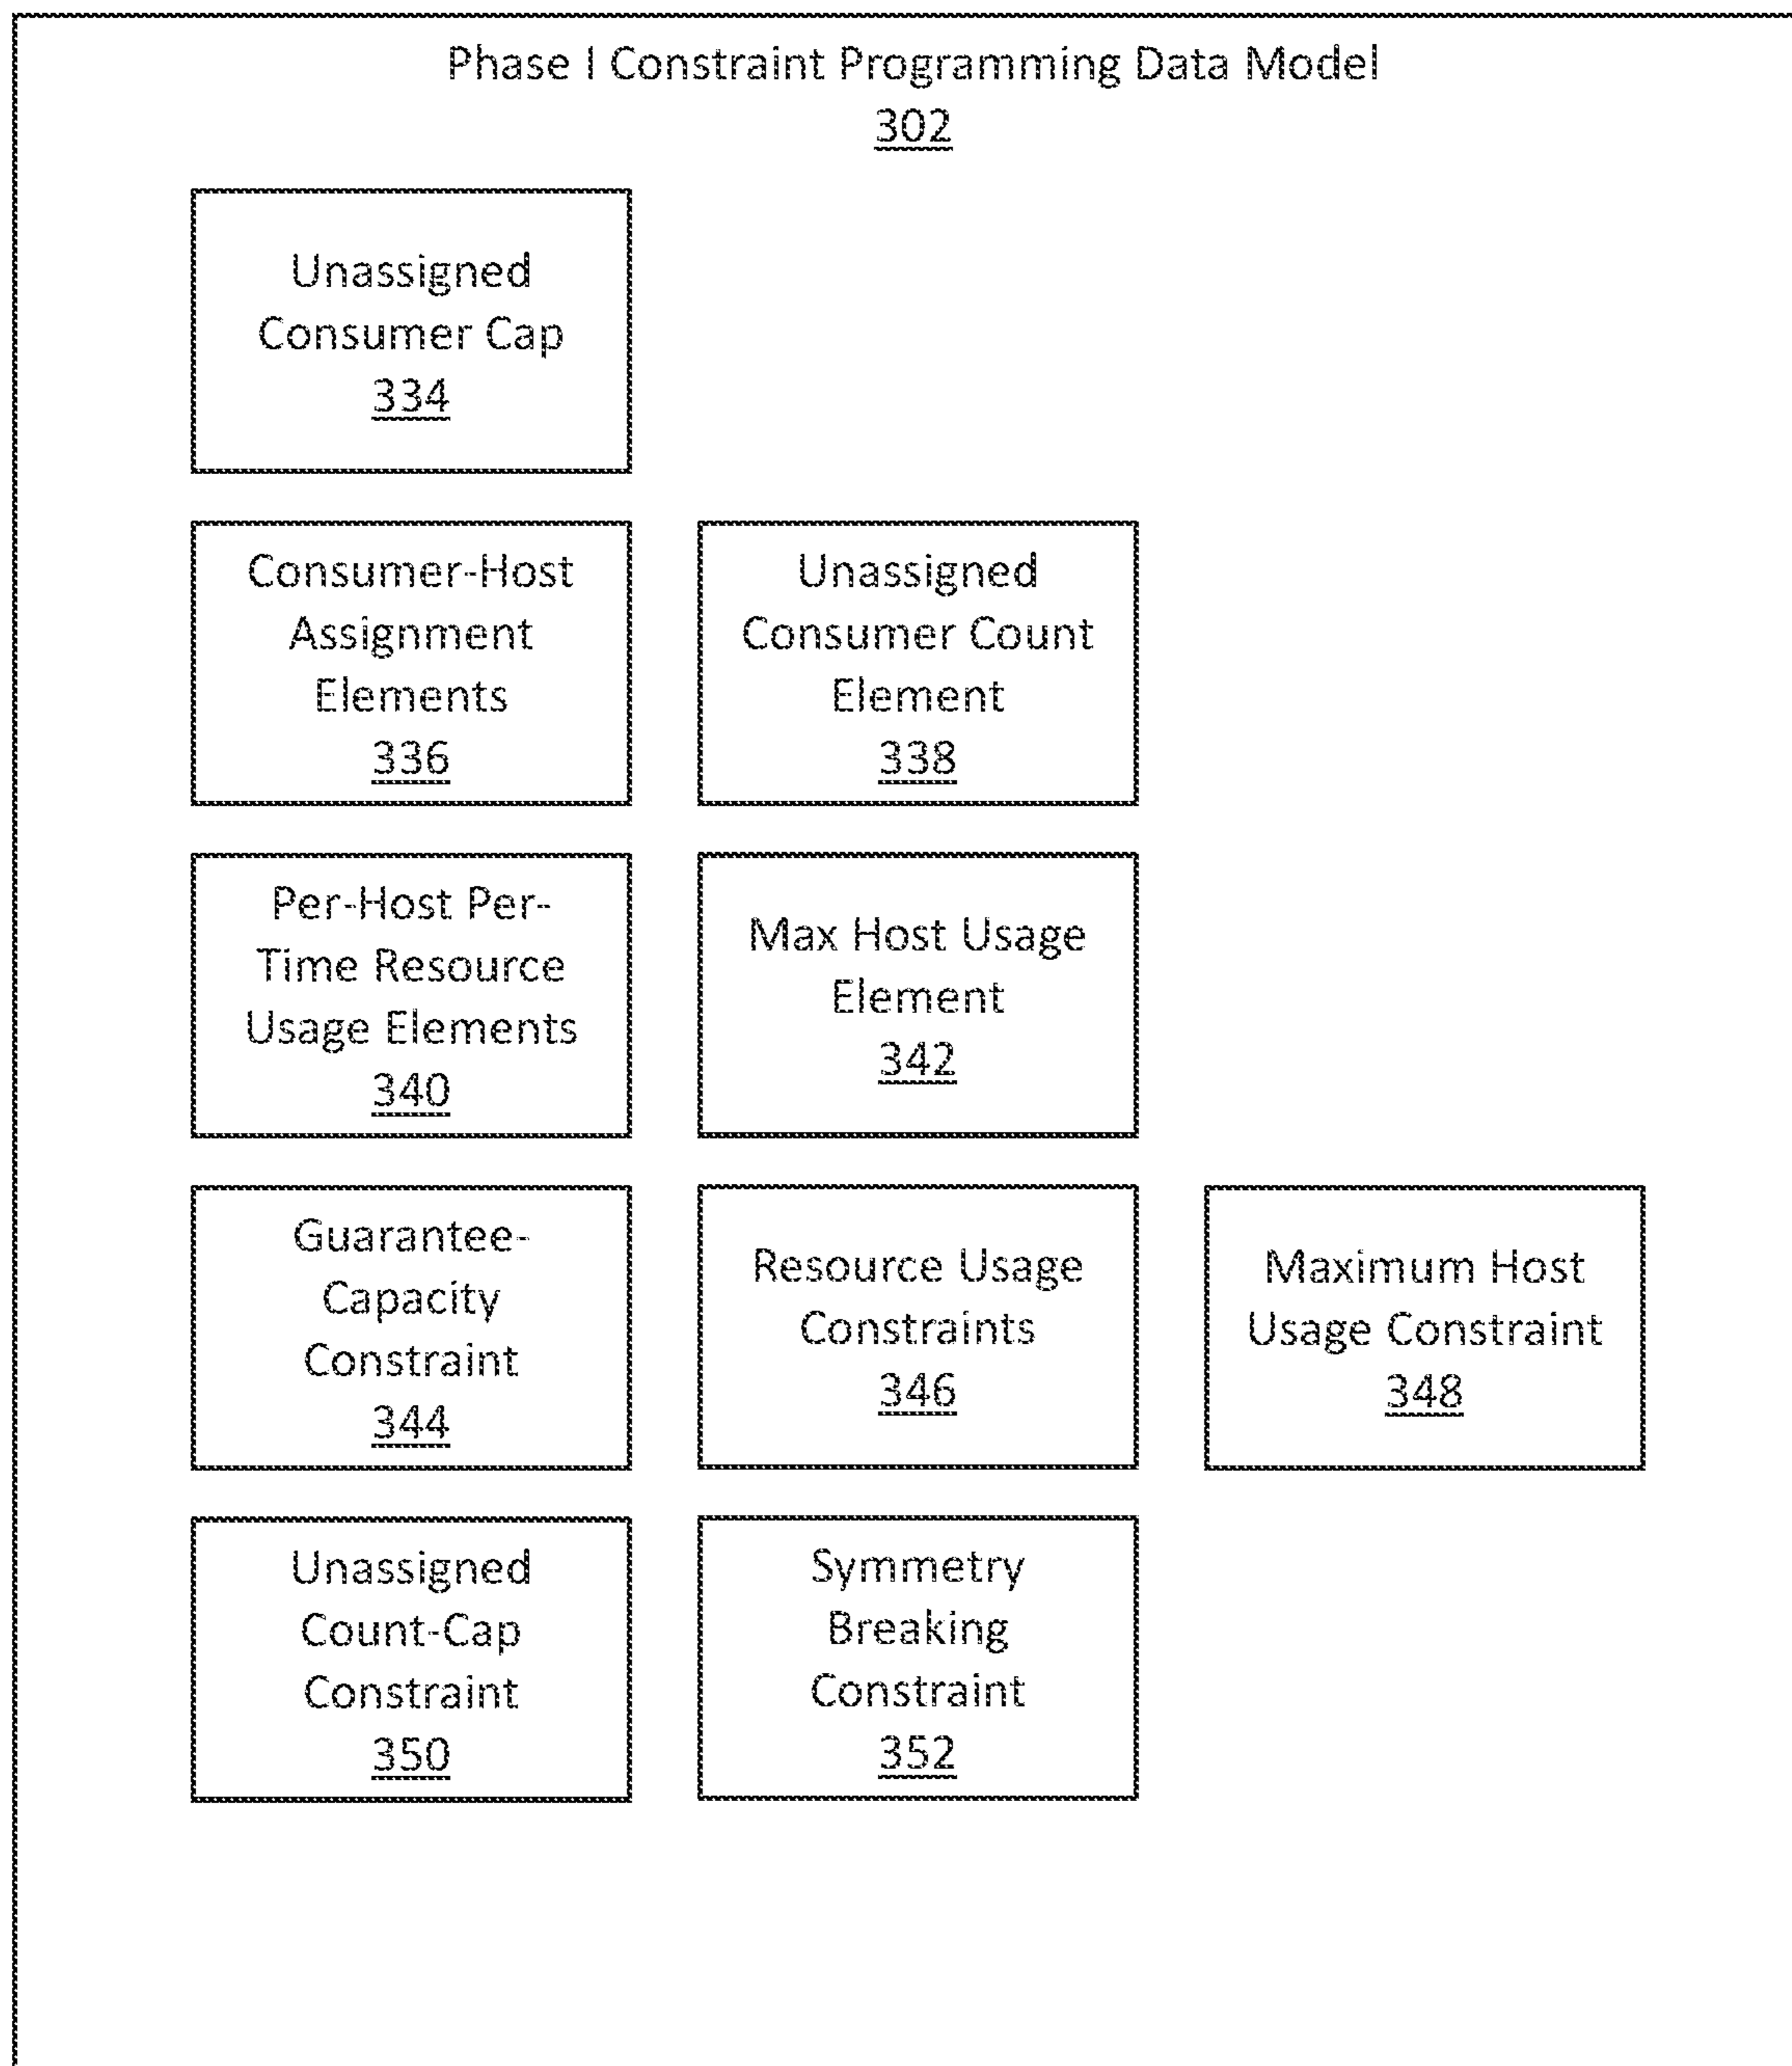 Phase I Constraint Programming Data Model
302
Unassigned
Consumer Cap
334
Consumer-Host
Assignment
Elements
336
Unassigned
Consumer Count
Element
338
Per-Host Per-
Time Resource
Usage Elements
340
Max Host Usage
Element
342
Guarantee-
Capacity
Constraint
344
Resource Usage
Constraints
346
Maximum Host
Usage Constraint
348
Unassigned
Count-Cap
Constraint
350
Symmetry
Breaking
Constraint
352